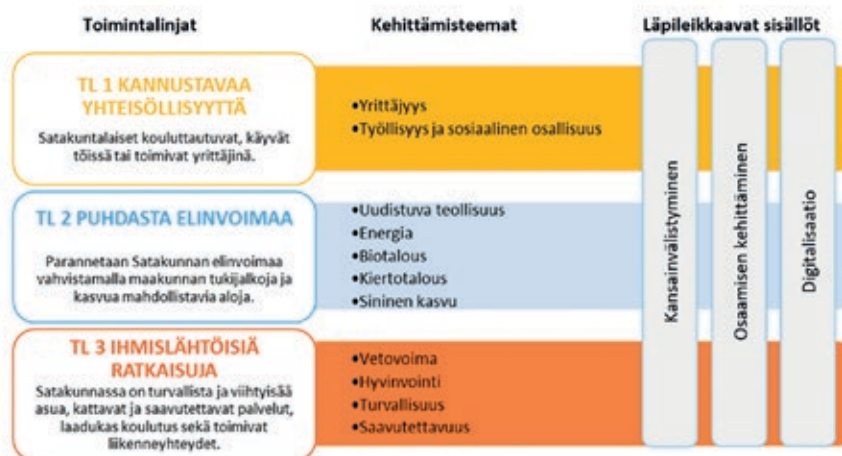 Toimintalinjat
Kehittämisteemat
Läpileikkaavat sisällöt
TL 1 KANNUSTAVAA
YHTEISÖLLISYYTTÄ
Satakuntalaiset kouluttautuvat, käyvät
töissä tai toimivat yrittäjinä.
•Yrittäjyys
•Työllisyys ja sosiaalinen osallisuus
TL 2 PUHDASTA ELINVOIMAA
Parannetaan Satakunnan elinvoimaa
vahvistamalla maakunnan tukijalkoja ja
kasvua mahdollistavia aloja.
•Uudistuva teollisuus
•Energia
•Biotalous
•Kiertotalous
•Sininen kasvu
TL 3 IHMISLÄHTÖISIÄ
RATKAISUJA
Satakunnassa on turvallista ja viihtyisää
asua, kattavat ja saavutettavat palvelut,
laadukas koulutus sekä toimivat
liikenneyhteydet.
•Vetovoima
•Hyvinvointi
•Turvallisuus
•Saavutettavuus
Kansainvälistyminen
Osaamisen kehittäminen
Digitalisaatio